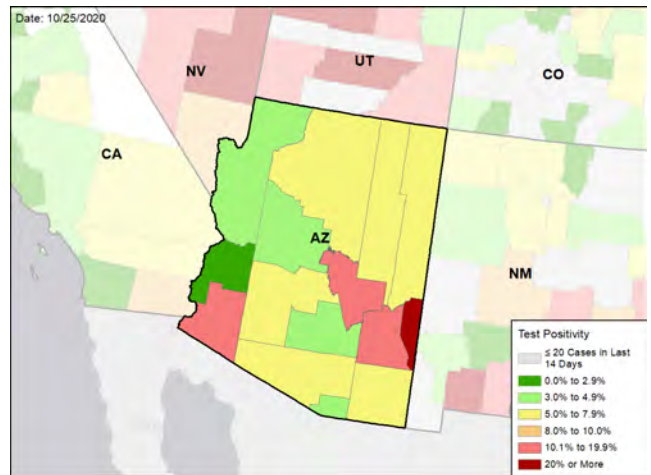 Date: 10/25/2020
NV
UT
CO
CA
AZ
NM
Test Positivity
≤ 20 Cases in Last
14 Days
0.0% to 2.9%
3.0% to 4.9%
5.0% to 7.9%
8.0% to 10.0%
10.1% to 19.9%
20% or More